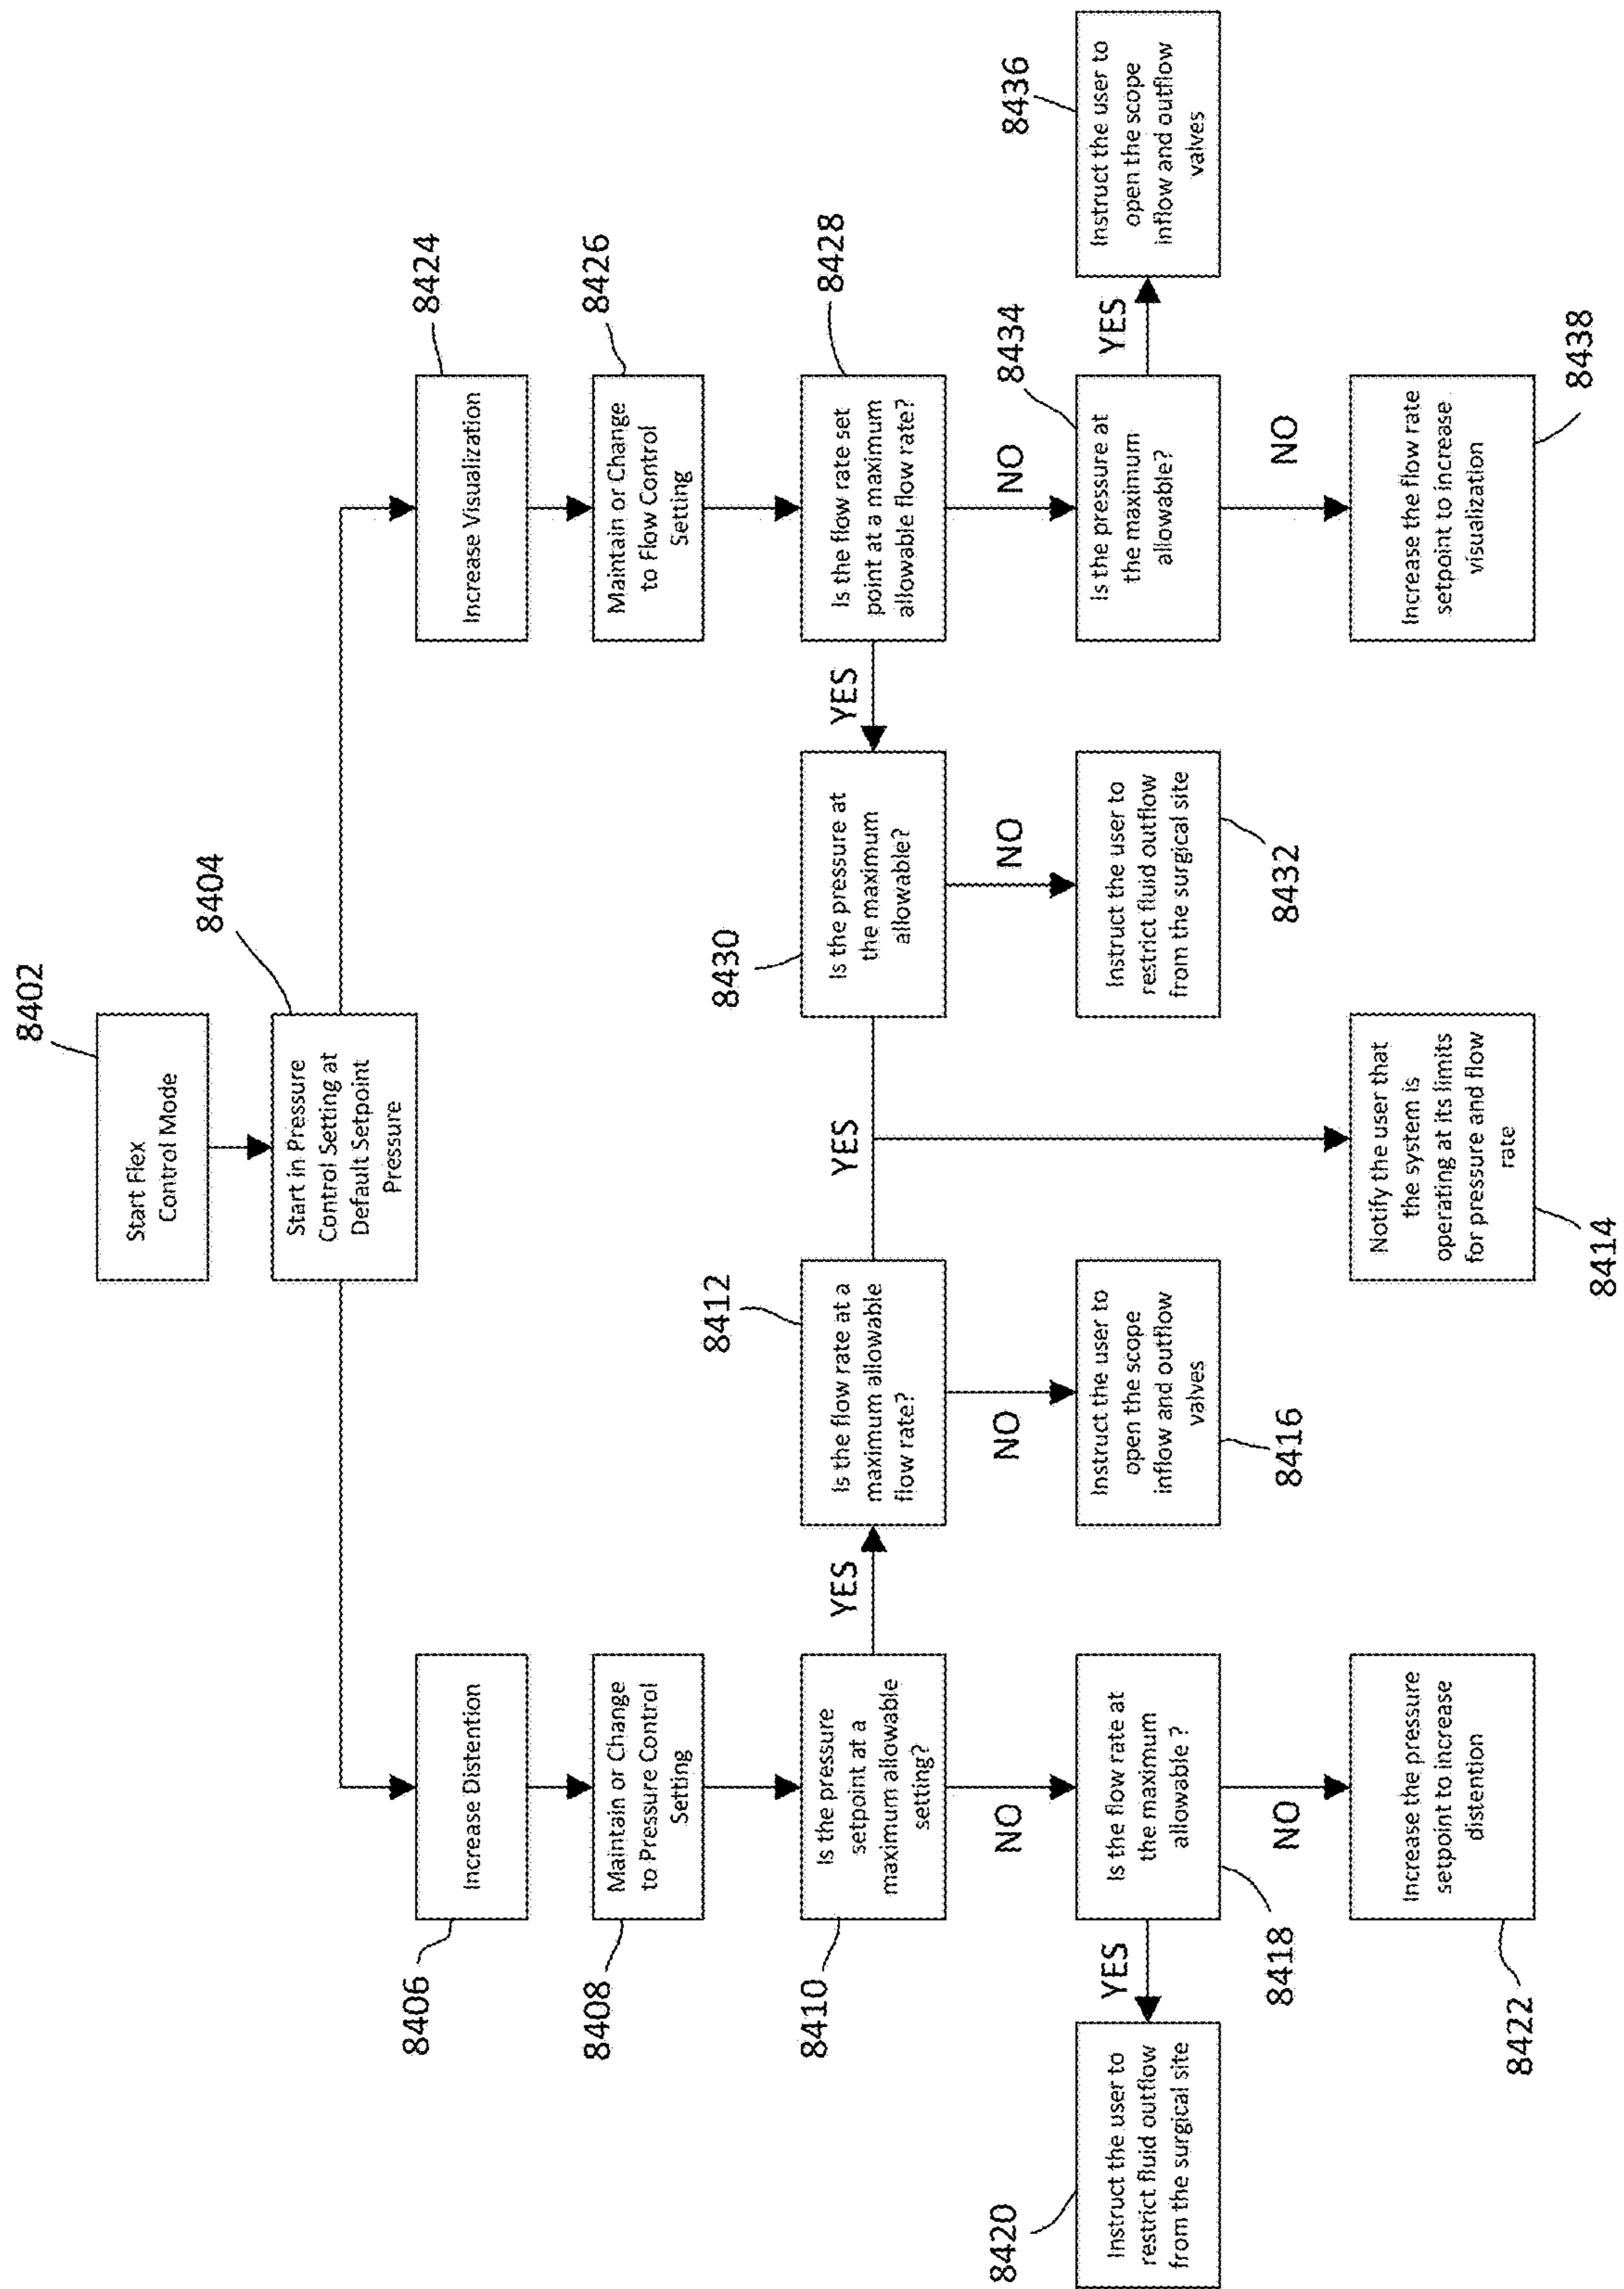 8402
Start Flex
Control Mode
8404
Start in Pressure
Control Setting at
Default Setpoint
Pressure
8406
Increase Distention
8424
Increase Visualization
8408
Maintain or Change
to Pressure Control
Setting
8426
Maintain or Change
to Flow Control
Setting
8410
Is the pressure
setpoint at a
maximum allowable
setting?
YES
8412
Is the flow rate at a
maximum allowable
flow rate?
YES
8430
Is the pressure at
the maximum
allowable?
YES
8428
Is the flow rate set
point at a maximum
allowable flow rate?
NO
NO
NO
NO
8420
Instruct the user to
restrict fluid outflow
from the surgical site
YES
8418
Is the flow rate at
the maximum
allowable ?
8416
Instruct the user to
open the scope
inflow and outflow
valves
8432
Instruct the user to
restrict fluid outflow
from the surgical site
8434
Is the pressure at
the maximum
allowable?
YES
8436
Instruct the user to
open the scope
inflow and outflow
valves
NO
NO
8422
Increase the pressure
setpoint to increase
distention
8414
Notify the user that
the system is
operating at its limits
for pressure and flow
rate
8438
Increase the flow rate
setpoint to increase
visualization